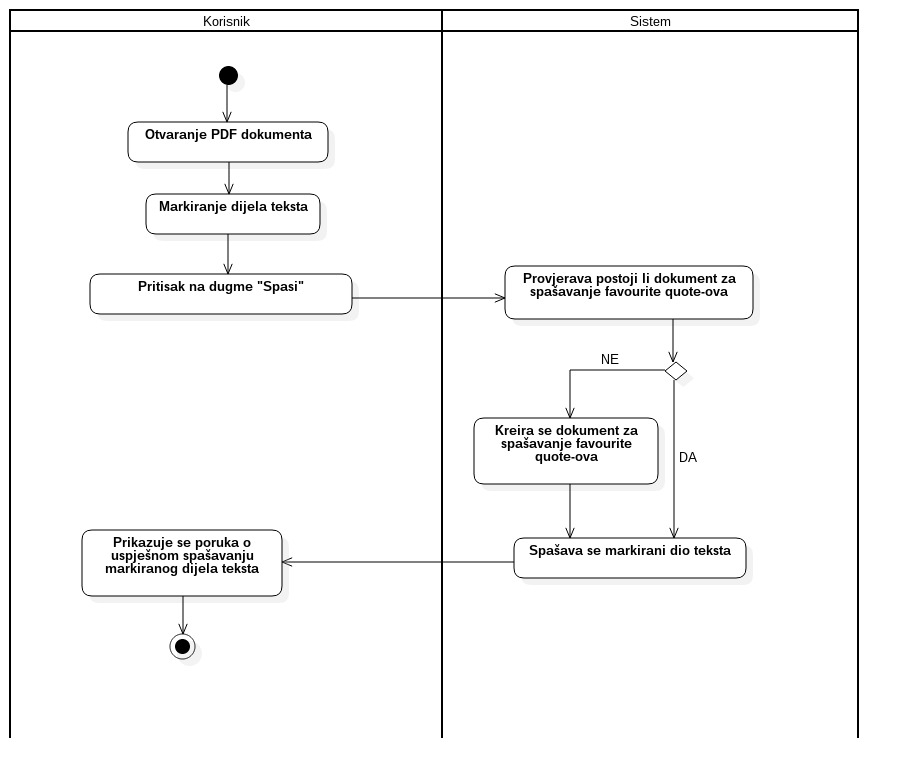 Korisnik
Sistem
Otvaranje PDF dokumenta
Markiranje dijela teksta
Pritisak na dugme "Spasi"
Provjerava postoji li dokument za
spašavanje favourite quote-ova
NE
DA
Kreira se dokument za
spašavanje favourite
quote-ova
Spašava se markirani dio teksta
Prikazuje se poruka o
uspješnom spašavanju
markiranog dijela teksta